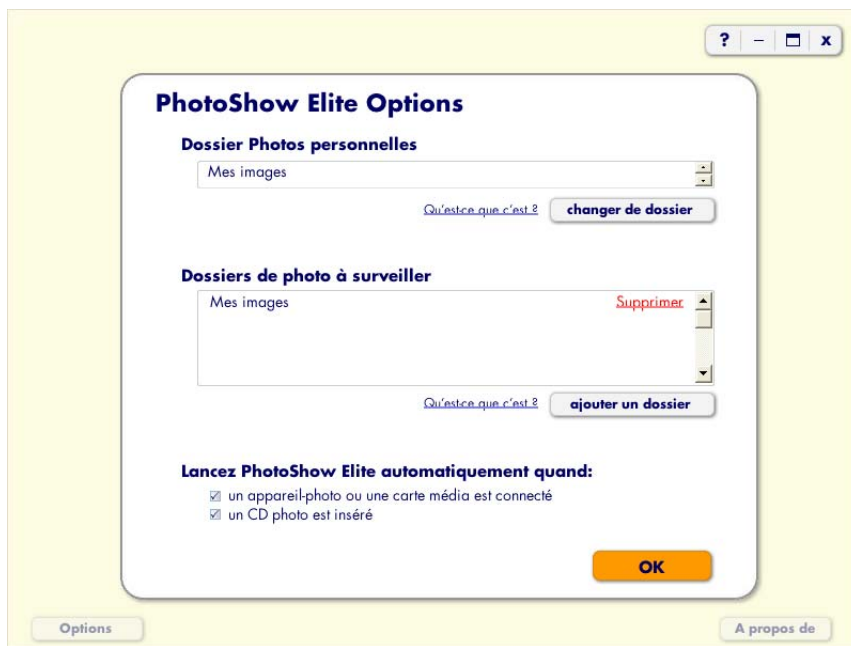 ? – x
PhotoShow Elite Options
Dossier Photos personnelles
Mes images
Qu'est-ce que c'est ? changer de dossier
Dossiers de photo à surveiller
Mes images Supprimer
Qu'est-ce que c'est ? ajouter un dossier
Lancez PhotoShow Elite automatiquement quand:
un appareil-photo ou une carte média est connecté
un CD photo est inséré
OK
Options A propos de